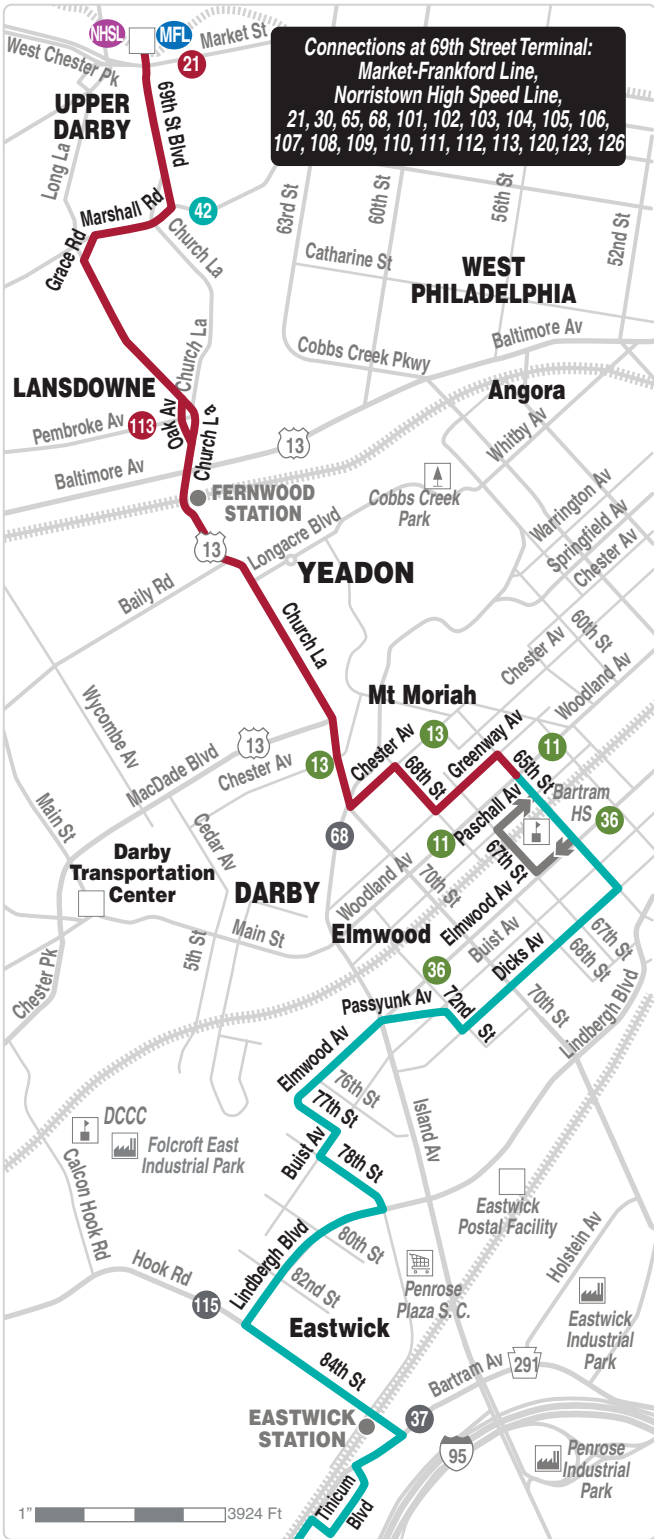 NHSL
MFL
Market St
West Chester Pk
21
Connections at 69th Street Terminal:
Market-Frankford Line,
Norristown High Speed Line,
21, 30, 65, 68, 101, 102, 103, 104, 105, 106,
107, 108, 109, 110, 111, 112, 113, 120,123, 126
UPPER
DARBY
69th St Blvd
Long La
Marshall Rd
42
Grace Rd
Church La
63rd St
60th St
56th St
52nd St
Catharine St
WEST
PHILADELPHIA
Baltimore Av
Cobbs Creek Pkwy
Church La
LANSDOWNE
Angora
Pembroke Av
113
Oak Av
Church La
13
Whitby Av
Baltimore Av
FERNWOOD
STATION
Cobbs Creek
Park
Warrington Av
Springfield Av
Chester Av
13
Longacre Blvd
YEADON
Baily Rd
Church La
60th St
Chester Av
Woodland Av
Wycombe Av
Mt Moriah
13
MacDade Blvd
13
Chester Av
13
Chester Av
Greenway Av
11
65th St
68th St
Bartram
HS
36
Main St
68
11
Paschall Av
67th St
Cedar Av
Darby
Transportation
Center
DARBY
Woodland Av
70th St
Elmwood Av
Main St
Elmwood
Buist Av
67th St
68th St
5th St
36
Dicks Av
Chester Pk
Passyunk Av
72nd St
70th St
Lindbergh Blvd
Elmwood Av
76th St
77th St
Island Av
DCCC
Folcroft East
Industrial Park
Buist Av
78th St
Calcon Hook Rd
Eastwick
Postal Facility
Lindbergh Blvd
80th St
Holstein Av
Hook Rd
82nd St
115
Penrose
Plaza S. C.
Eastwick
Industrial
Park
Eastwick
84th St
291
Bartram Av
EASTWICK
STATION
37
95
Penrose
Industrial
Park
Tinicum
Blvd
1"
3924 Ft